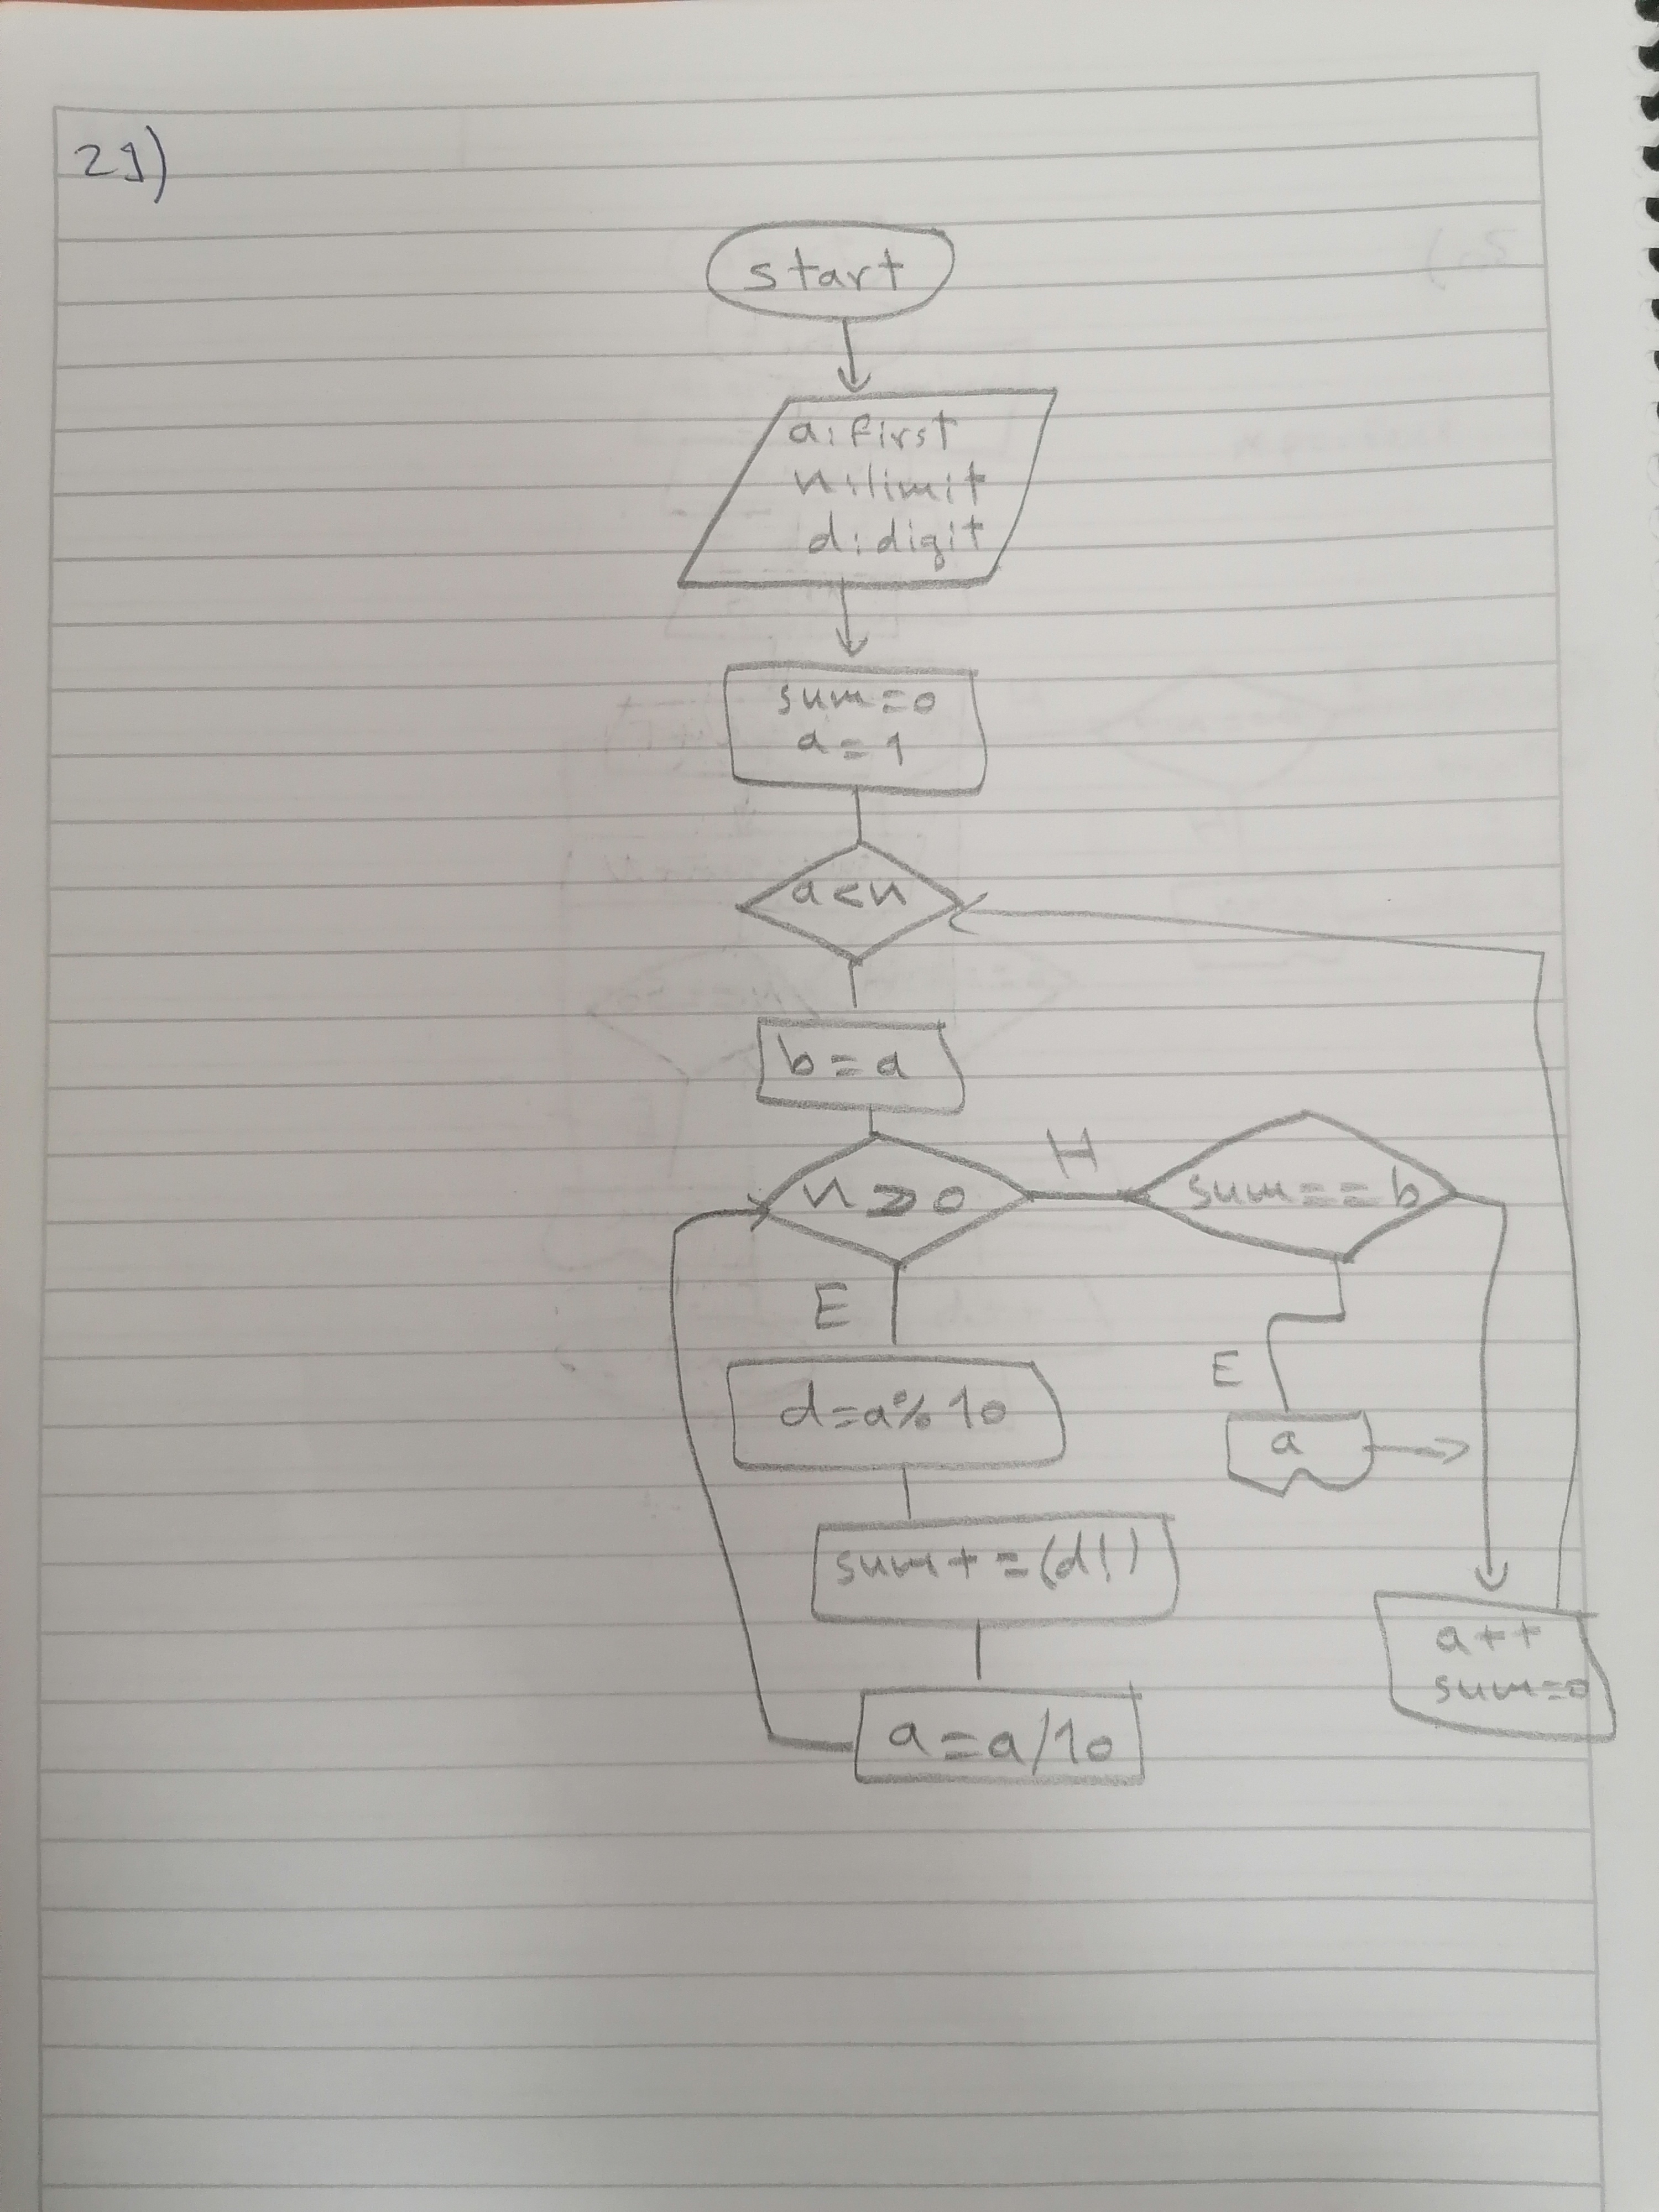 21)
start
a:first
n:limit
d:digit
sum=0
a=1
a<n
b=a
n>0
H
sum==b
E
E
d=a%10
a
sum+=(d!)
a++
sum=0
a=a/10